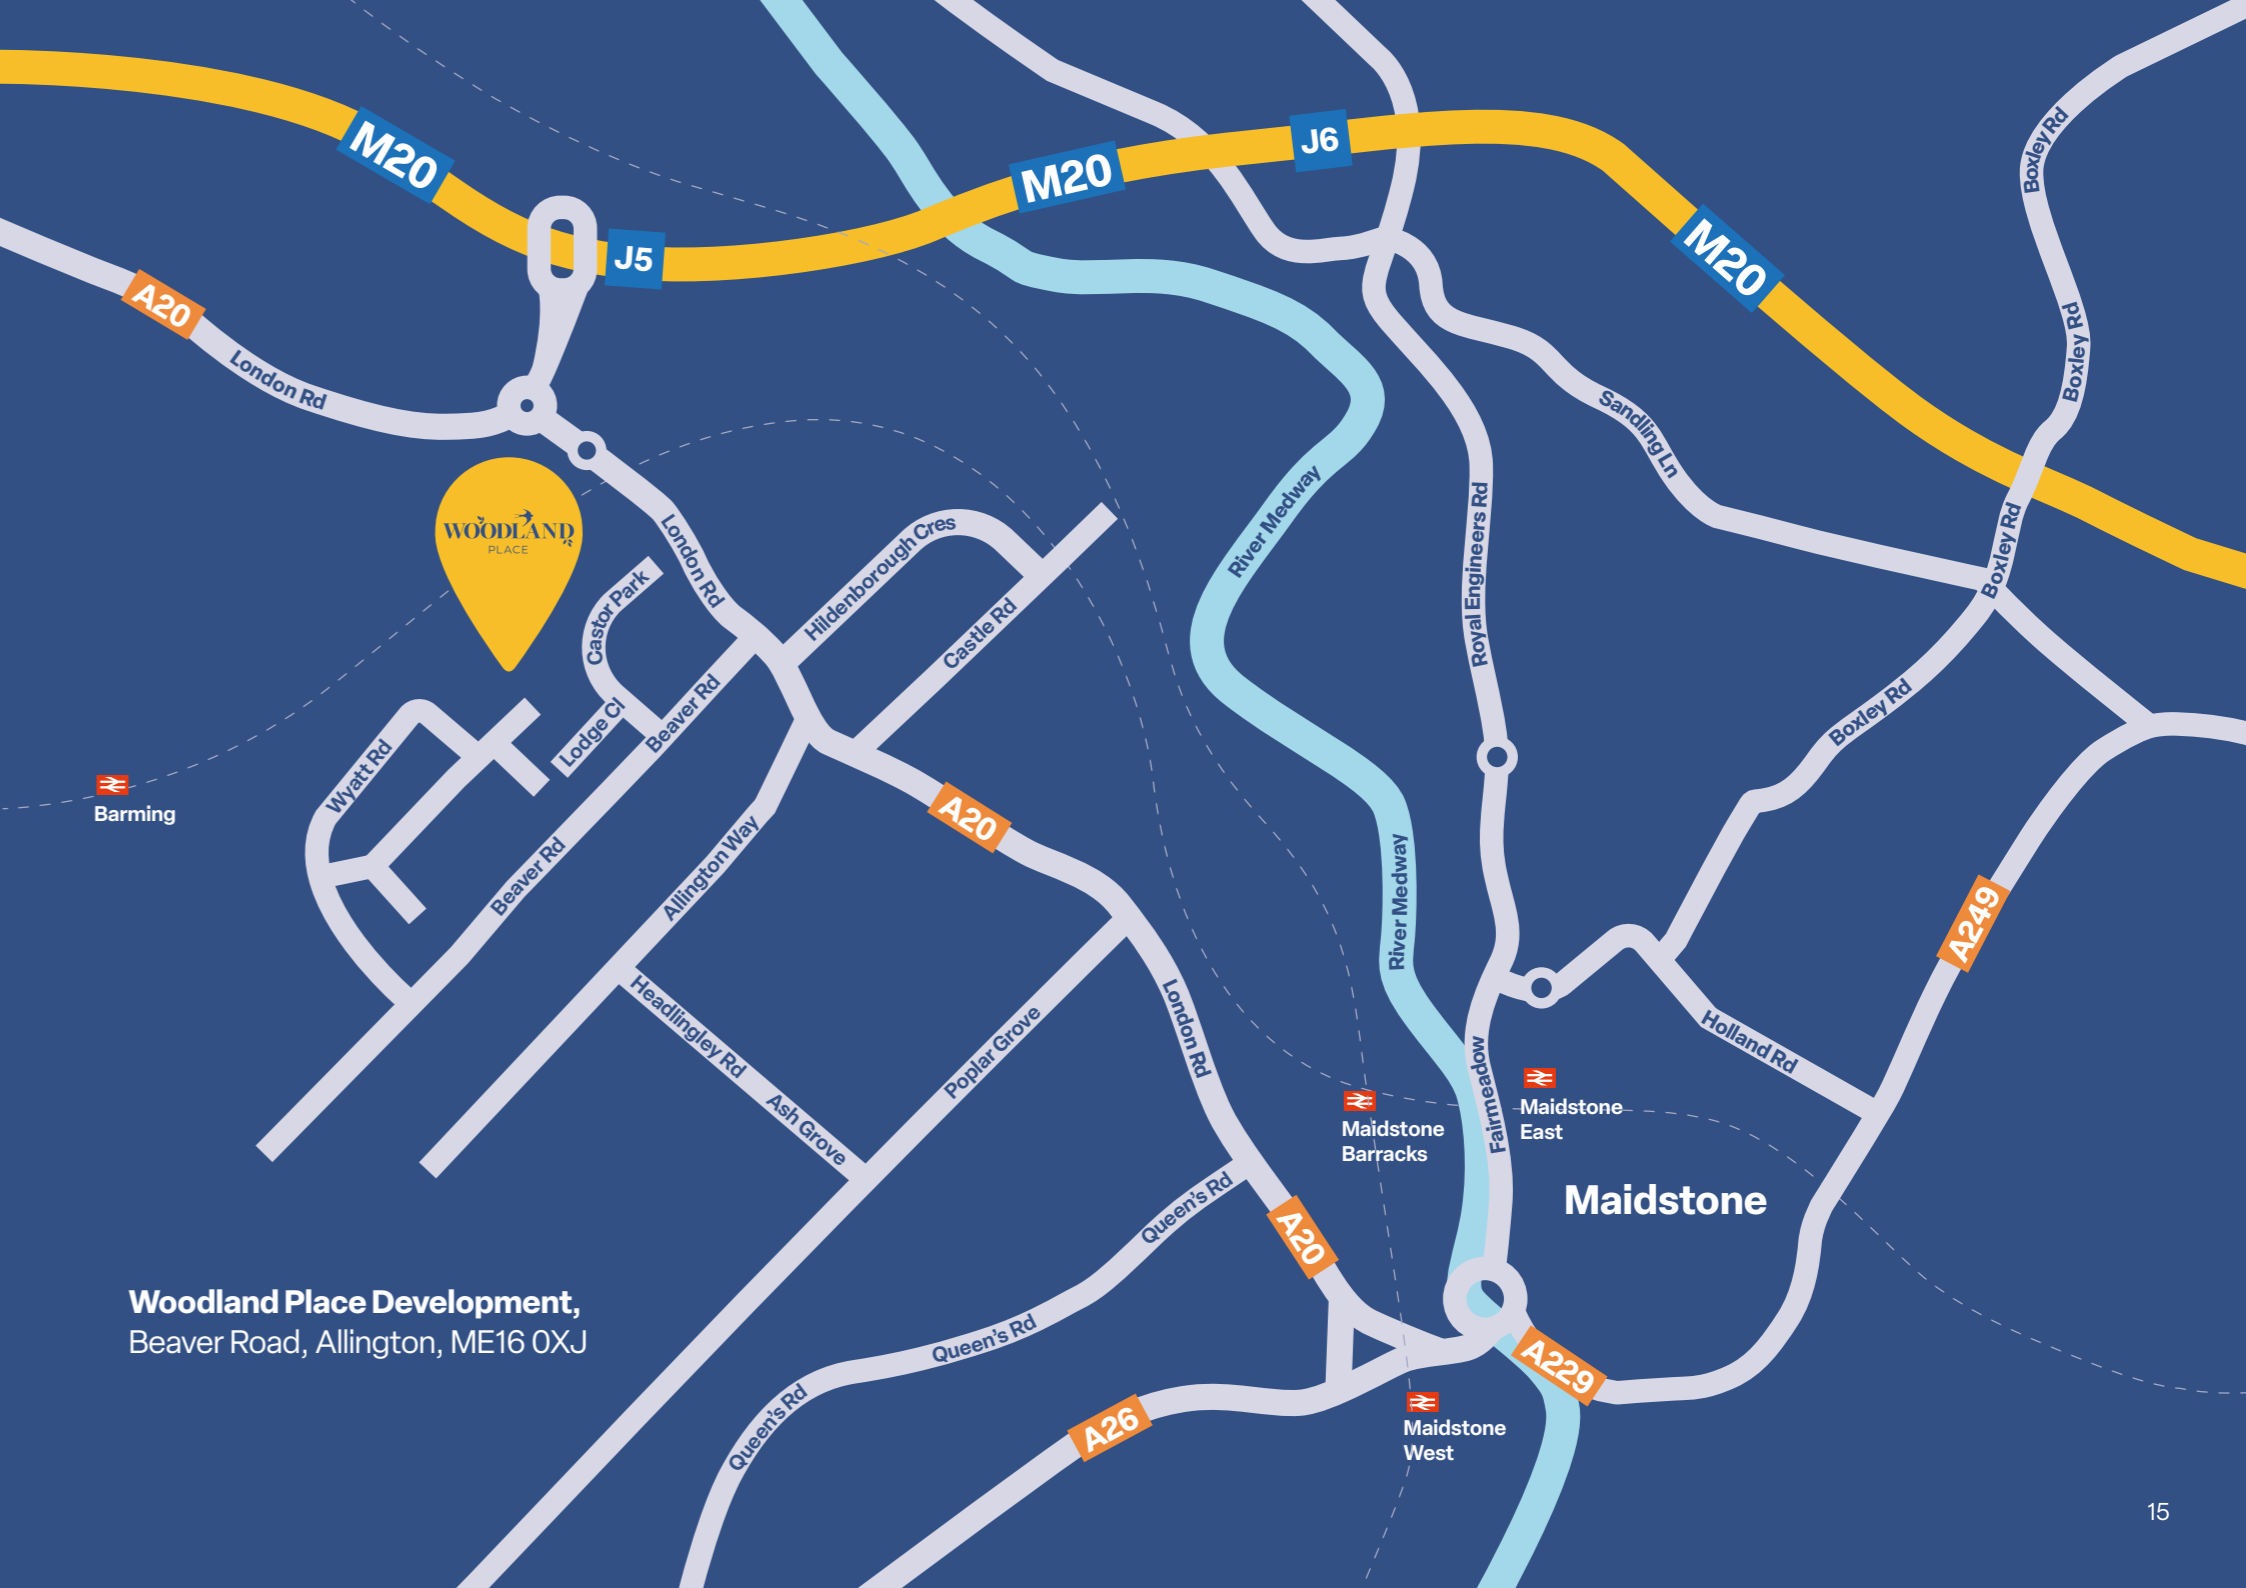 M20
J5
M20
J6
M20
A20
London Rd
Boxley Rd
Boxley Rd
Sandling Ln
Boxley Rd
Boxley Rd
WOODLAND
PLACE
London Rd
Castor Park
Hildenborough Cres
Castle Rd
River Medway
Royal Engineers Rd
Lodge Cl
Beaver Rd
Wyatt Rd
Barming
Beaver Rd
Allington Way
A20
River Medway
A249
Headlingley Rd
Ash Grove
Poplar Grove
London Rd
Holland Rd
Fairmeadow
Maidstone
East
Maidstone
Barracks
Maidstone
Queen's Rd
A20
Woodland Place Development,
Beaver Road, Allington, ME16 0XJ
Queen's Rd
Queen's Rd
A229
A26
Maidstone
West
15